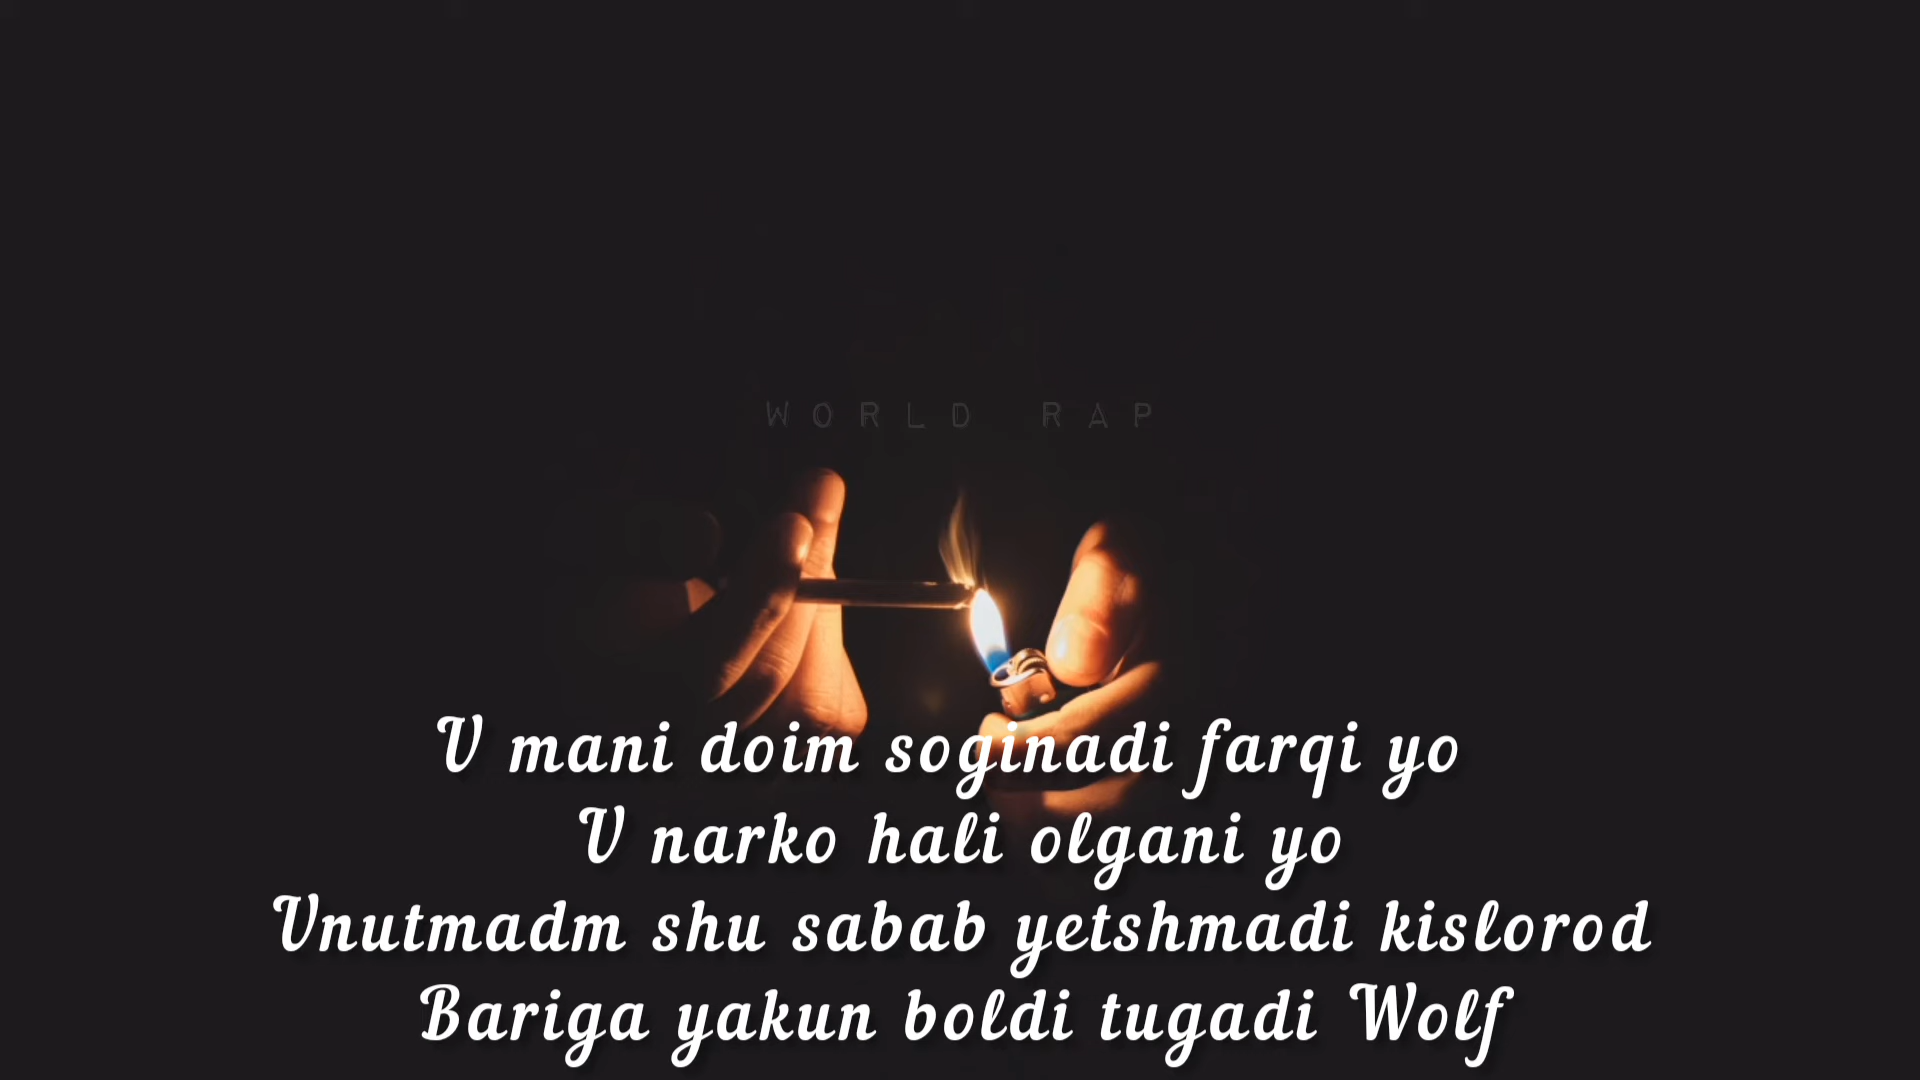 WORLD RAP
U mani doim soginadi farqi yo
U narko hali olgani yo
Unutmadm shu sabab yetshmadi kislorod
Bariga yakun boldi tugadi Wolf